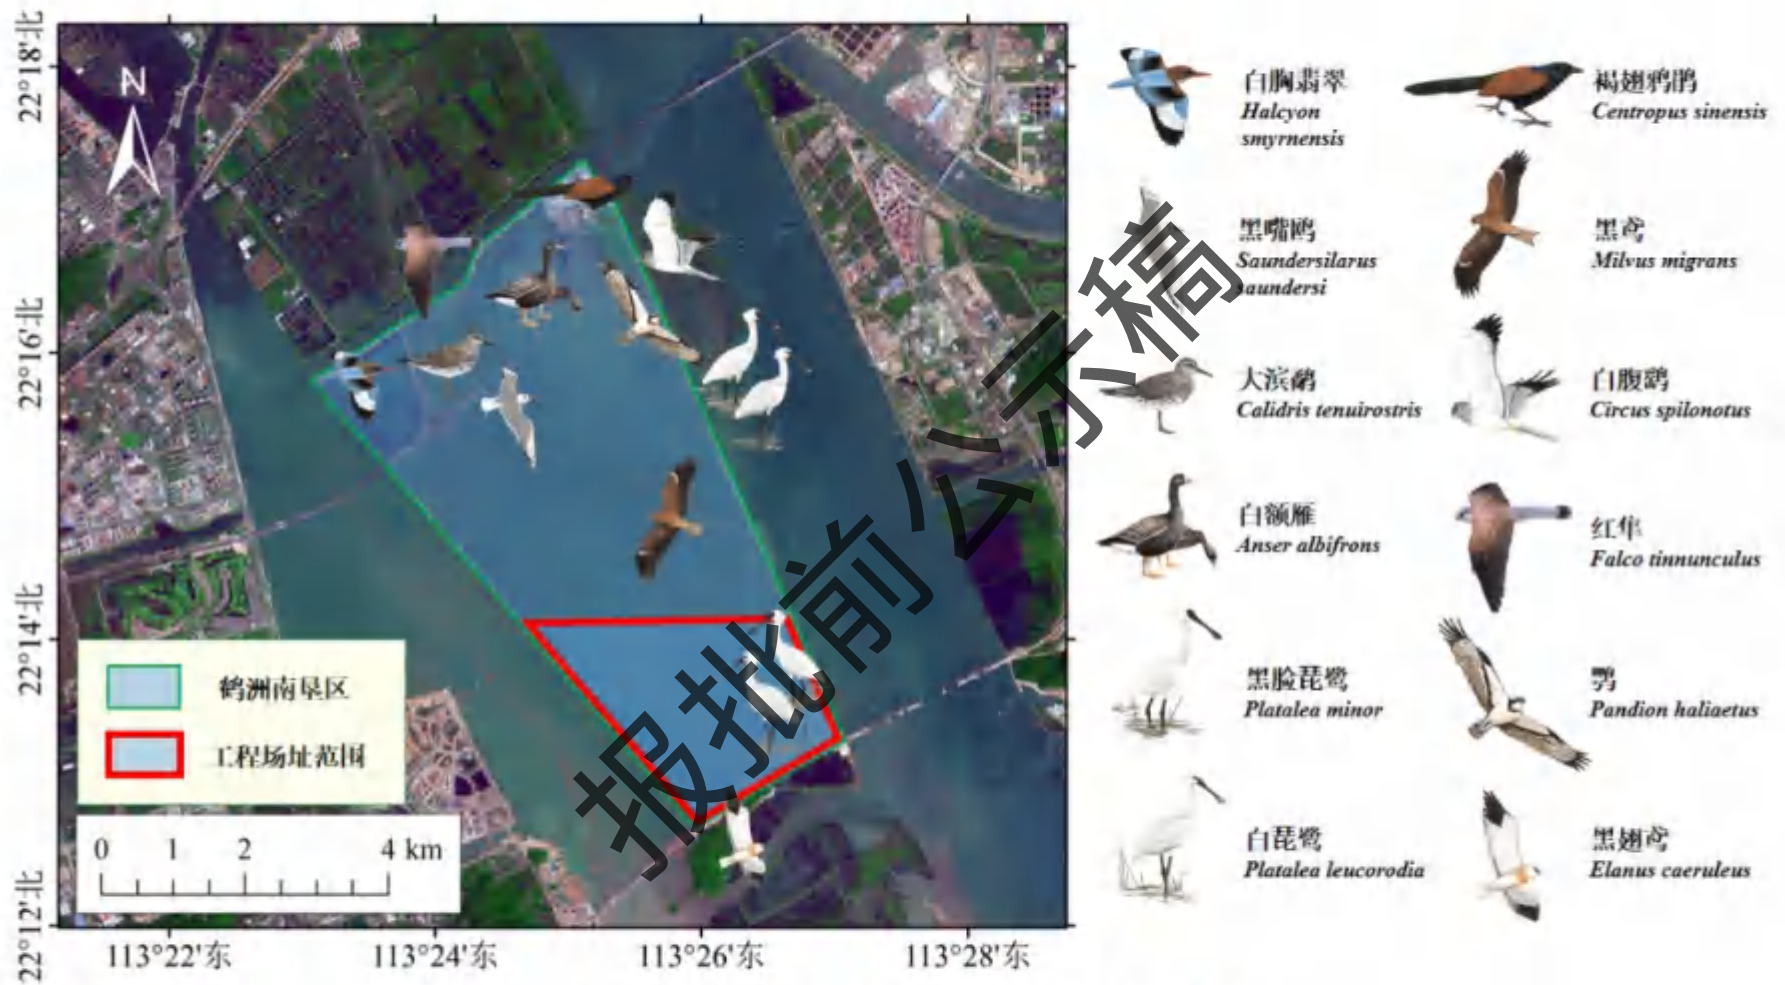 22°18'北
22°16'北
22°14'北
22°12'北
N
鹤洲南垦区
工程场址范围
0 1 2 4 km
113°22'东 113°24'东 113°26'东 113°28'东
白胸翡翠
Halcyon
smyrnensis
褐翅鸦鹃
Centropus sinensis
黑嘴鸥
Saundersilarus
saundersi
黑鸢
Milvus migrans
大滨鹬
Calidris tenuirostris
白腹鹞
Circus spilonotus
白额雁
Anser albifrons
红隼
Falco tinnunculus
黑脸琵鹭
Platalea minor
鹗
Pandion haliaetus
白琵鹭
Platalea leucorodia
黑翅鸢
Elanus caeruleus
报批前公示稿